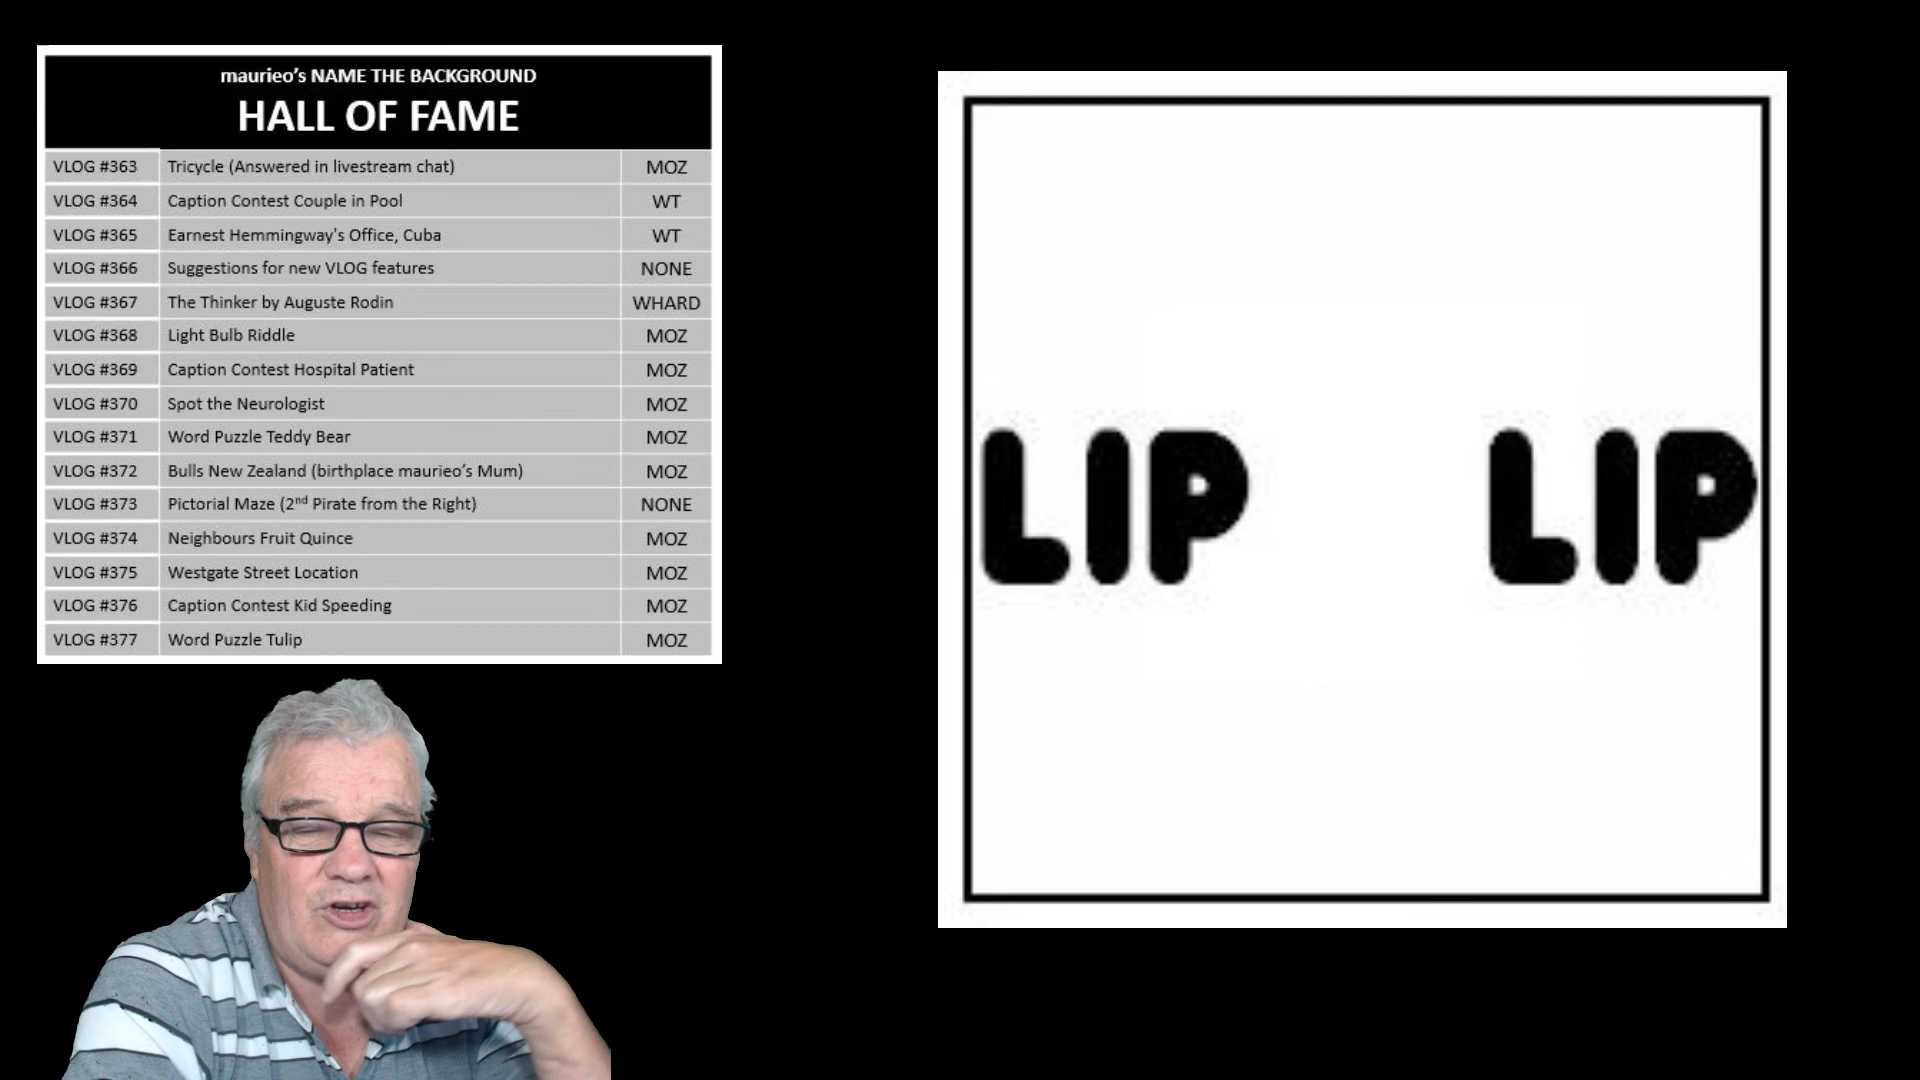 maurieo’s NAME THE BACKGROUND
HALL OF FAME
VLOG #363 Tricycle (Answered in livestream chat) MOZ
VLOG #364 Caption Contest Couple in Pool WT
VLOG #365 Earnest Hemmingway's Office, Cuba WT
VLOG #366 Suggestions for new VLOG features NONE
VLOG #367 The Thinker by Auguste Rodin WHARD
VLOG #368 Light Bulb Riddle MOZ
VLOG #369 Caption Contest Hospital Patient MOZ
VLOG #370 Spot the Neurologist MOZ
VLOG #371 Word Puzzle Teddy Bear MOZ
VLOG #372 Bulls New Zealand (birthplace maurieo’s Mum) MOZ
VLOG #373 Pictorial Maze (2nd Pirate from the Right) NONE
VLOG #374 Neighbours Fruit Quince MOZ
VLOG #375 Westgate Street Location MOZ
VLOG #376 Caption Contest Kid Speeding MOZ
VLOG #377 Word Puzzle Tulip MOZ
LIP LIP